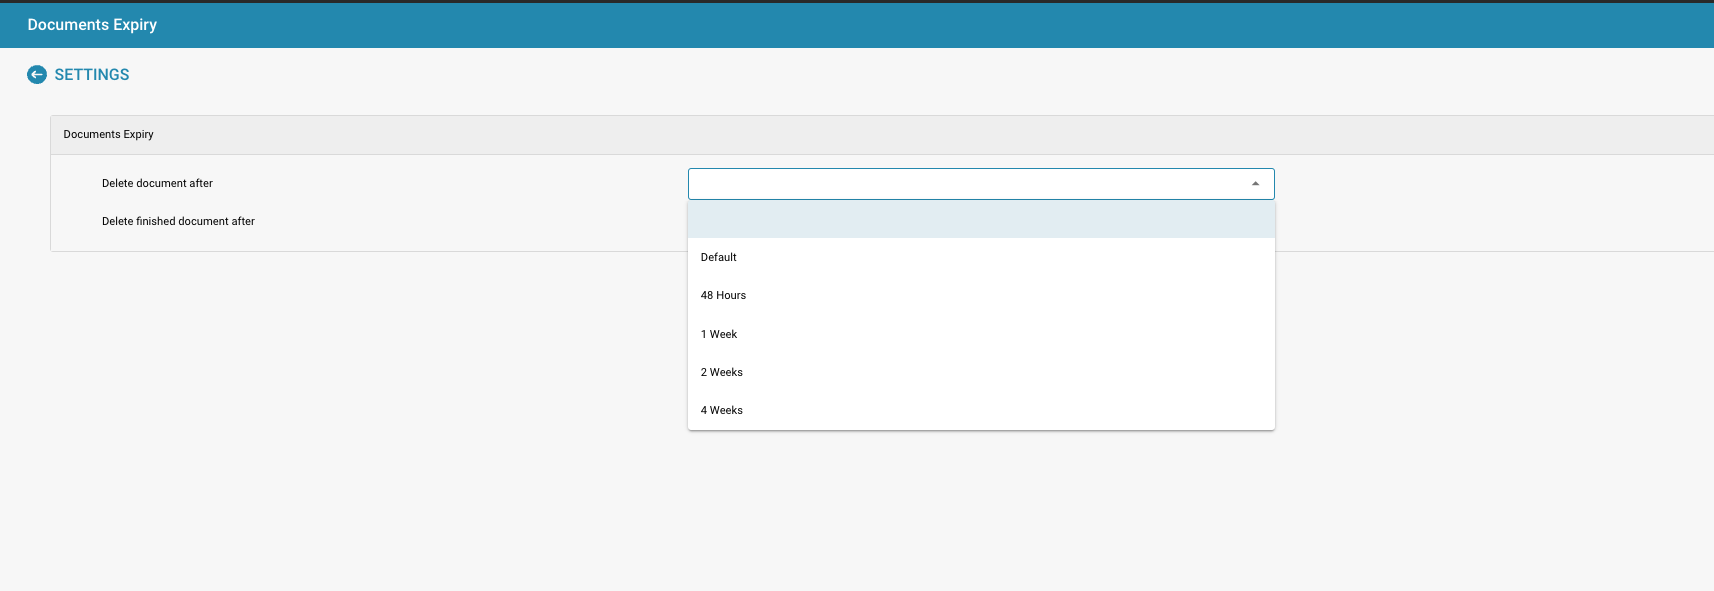 Documents Expiry
SETTINGS
Documents Expiry
Delete document after
Delete finished document after
Default
48 Hours
1 Week
2 Weeks
4 Weeks